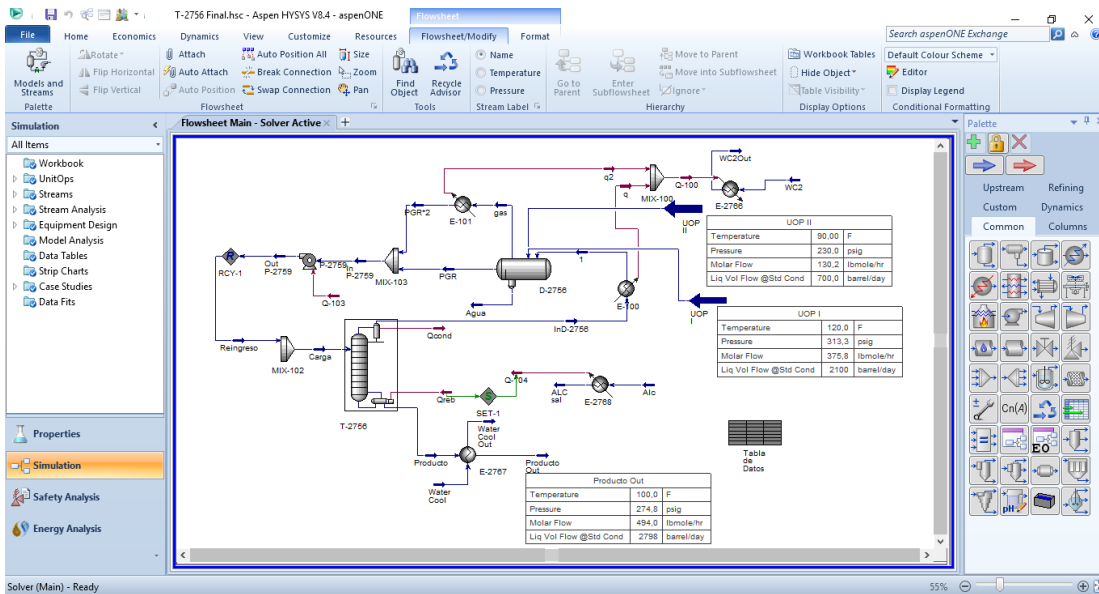 T-2756 Final.hsc - Aspen HYSYS V8.4 - aspenONE
Flowsheet
File
Home
Economics
Dynamics
View
Customize
Resources
Flowsheet/Modify
Format
Search aspenONE Exchange
Models and
Streams
Palette
Rotate
Flip Horizontal
Flip Vertical
Attach
Auto Attach
Auto Position
Auto Position All
Break Connection
Swap Connection
Size
Zoom
Pan
Flowsheet
Find
Object
Recycle
Advisor
Tools
Name
Temperature
Pressure
Stream Label
Go to
Parent
Enter
Subflowsheet
Move to Parent
Move into Subflowsheet
Ignore
Hierarchy
Workbook Tables
Hide Object
Table Visibility
Display Options
Default Colour Scheme
Editor
Display Legend
Conditional Formatting
Simulation
All Items
Workbook
UnitOps
Streams
Stream Analysis
Equipment Design
Model Analysis
Data Tables
Strip Charts
Case Studies
Data Fits
Properties
Simulation
Safety Analysis
Energy Analysis
Flowsheet Main - Solver Active
WC2Out
q2
MIX-100
Q-100
q
E-2766
WC2
PGR*2
E-101
gas
UOP
II
RCY-1
Out
P-2759
P-2759
In
P-2759
MIX-103
PGR
D-2756
1
Q-103
Agua
E-100
UOP
I
InD-2756
Qcond
Reingreso
MIX-102
Carga
T-2756
Qreb
SET-1
Q-104
ALC
sal
E-2768
Alc
Water
Cool
Out
Producto
E-2767
Producto
Out
Water
Cool
Tabla
de
Datos
UOP II
Temperature 90,00 F
Pressure 230,0 psig
Molar Flow 130,2 lbmole/hr
Liq Vol Flow @Std Cond 700,0 barrel/day
UOP I
Temperature 120,0 F
Pressure 313,3 psig
Molar Flow 375,8 lbmole/hr
Liq Vol Flow @Std Cond 2100 barrel/day
Producto Out
Temperature 100,0 F
Pressure 274,8 psig
Molar Flow 494,0 lbmole/hr
Liq Vol Flow @Std Cond 2798 barrel/day
Palette
Upstream
Refining
Custom
Dynamics
Common
Columns
Cn(A)
EO
pH
Solver (Main) - Ready
55%